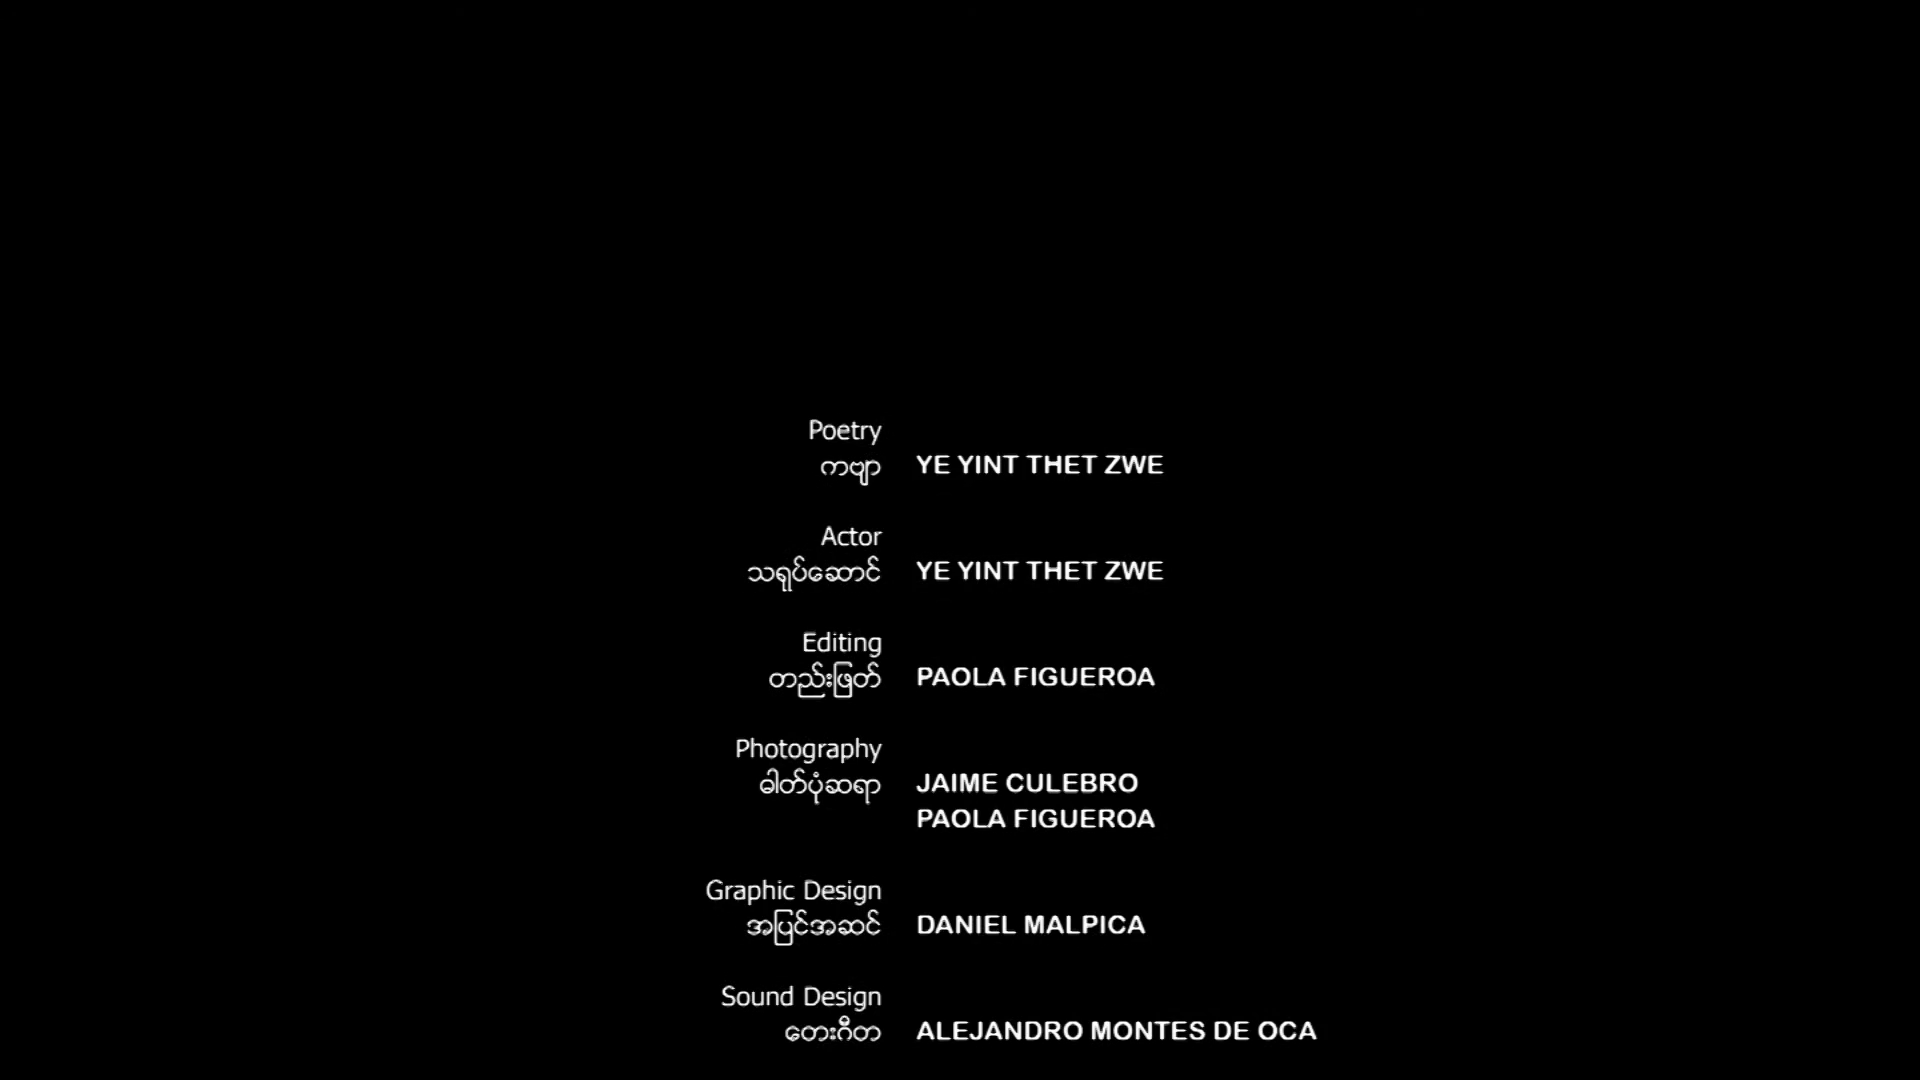 Poetry
ကဗျာ YE YINT THET ZWE
Actor
သရုပ်ဆောင် YE YINT THET ZWE
Editing
တည်းဖြတ် PAOLA FIGUEROA
Photography
ဓါတ်ပုံဆရာ JAIME CULEBRO
PAOLA FIGUEROA
Graphic Design
အပြင်အဆင် DANIEL MALPICA
Sound Design
တေးဂီတ ALEJANDRO MONTES DE OCA